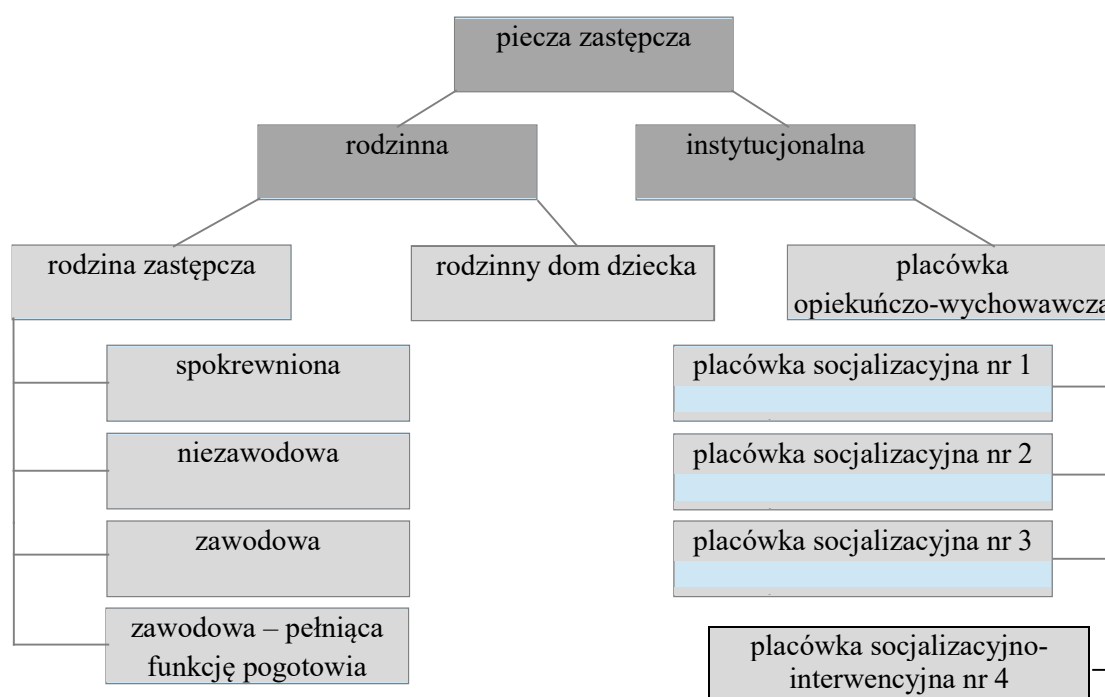 piecza zastępcza
rodzinna
instytucjonalna
rodzina zastępcza
rodzinny dom dziecka
placówka
opiekuńczo-wychowawcza
spokrewniona
niezawodowa
zawodowa
zawodowa – pełniąca
funkcję pogotowia
placówka socjalizacyjna nr 1
placówka socjalizacyjna nr 2
placówka socjalizacyjna nr 3
placówka socjalizacyjno-
interwencyjna nr 4